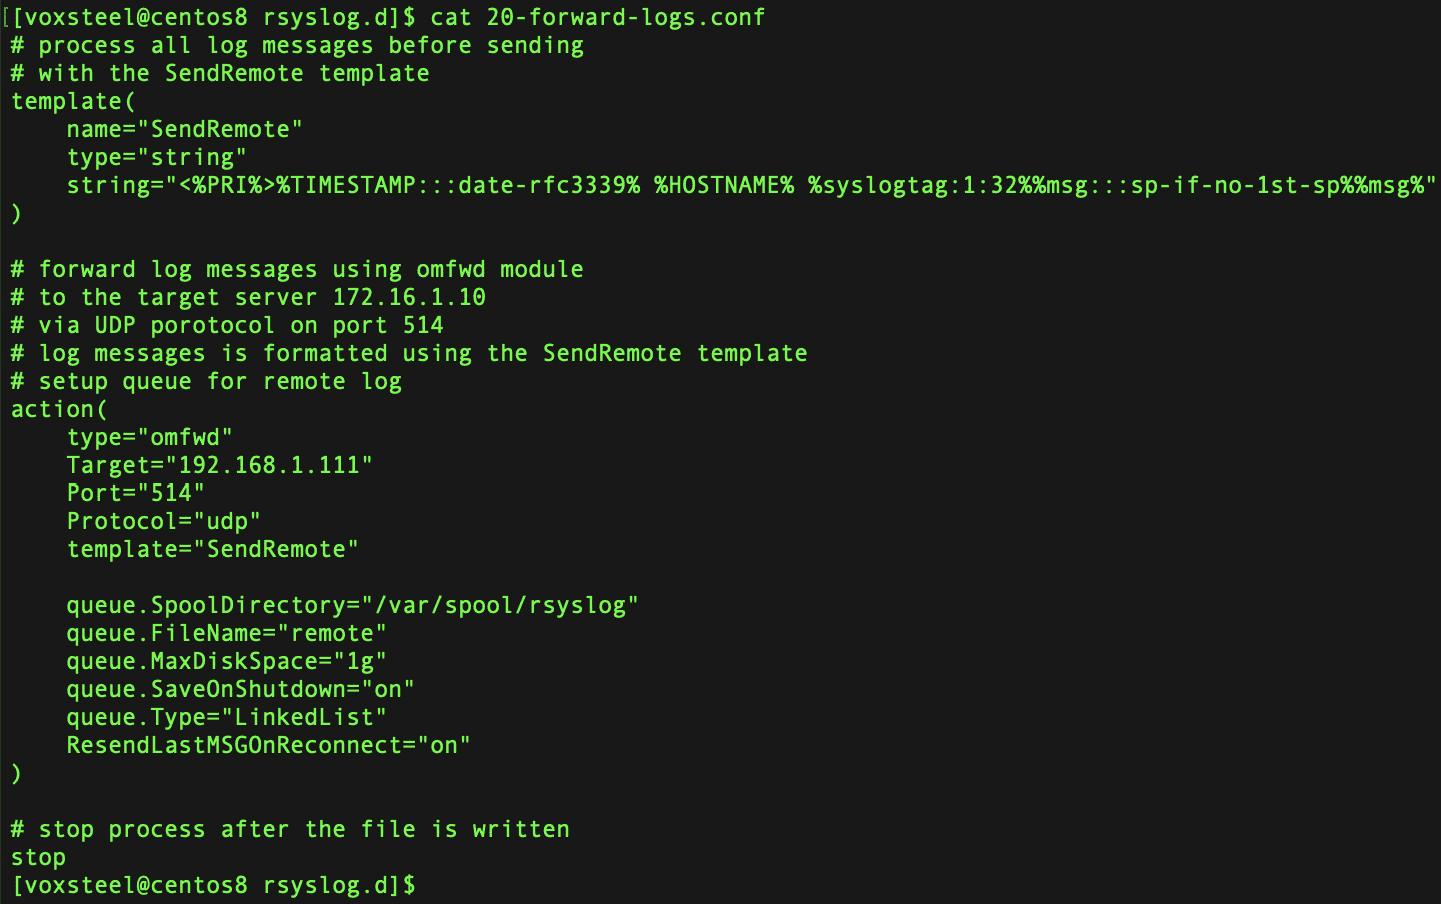 [[voxsteel@centos8 rsyslog.d]$ cat 20-forward-logs.conf
# process all log messages before sending
# with the SendRemote template
template(
    name="SendRemote"
    type="string"
    string="<%PRI%>%TIMESTAMP:::date-rfc3339% %HOSTNAME% %syslogtag:1:32%%msg:::sp-if-no-1st-sp%%msg%"
)

# forward log messages using omfwd module
# to the target server 172.16.1.10
# via UDP porotocol on port 514
# log messages is formatted using the SendRemote template
# setup queue for remote log
action(
    type="omfwd"
    Target="192.168.1.111"
    Port="514"
    Protocol="udp"
    template="SendRemote"

    queue.SpoolDirectory="/var/spool/rsyslog"
    queue.FileName="remote"
    queue.MaxDiskSpace="1g"
    queue.SaveOnShutdown="on"
    queue.Type="LinkedList"
    ResendLastMSGOnReconnect="on"
)

# stop process after the file is written
stop
[voxsteel@centos8 rsyslog.d]$